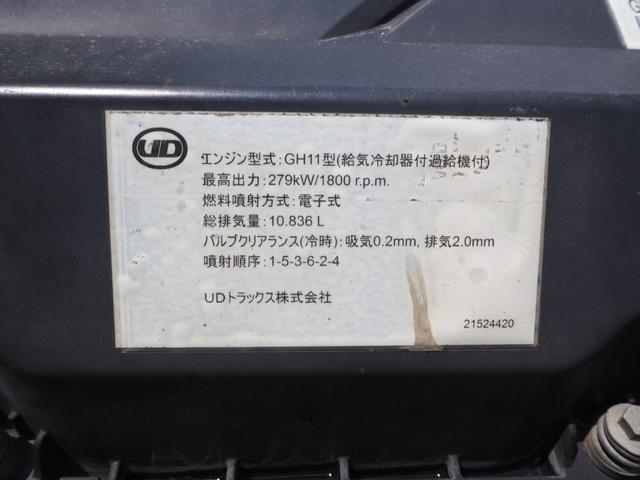 UD
エンジン型式:GH11型(給気冷却器付過給機付)
最高出力:279kW/1800 r.p.m.
燃料噴射方式:電子式
総排気量:10.836 L
バルブクリアランス(冷時):吸気0.2mm, 排気2.0mm
噴射順序:1-5-3-6-2-4
UDトラックス株式会社
21524420